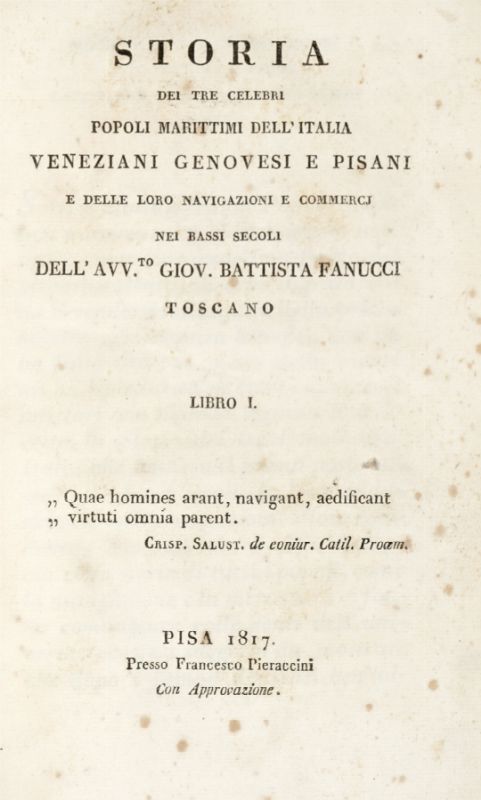 STORIA
DEI TRE CELEBRI
POPOLI MARITTIMI DELL'ITALIA
VENEZIANI GENOVESI E PISANI
E DELLE LORO NAVIGAZIONI E COMMERCJ
NEI BASSI SECOLI
DELL' AVV.TO GIOV. BATTISTA FANUCCI
TOSCANO
LIBRO I.
„ Quae homines arant, navigant, aedificant
„ virtuti omnia parent.
CRISP. SALUST. de coniur. Catil. Proœm.
PISA 1817.
Presso Francesco Pieraccini
Con Approvazione.